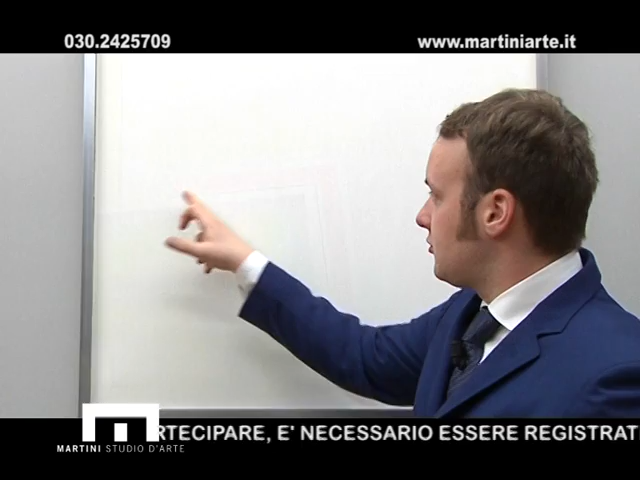 030.2425709
www.martiniarte.it
RTECIPARE, E' NECESSARIO ESSERE REGISTRAT
MARTINI STUDIO D'ARTE